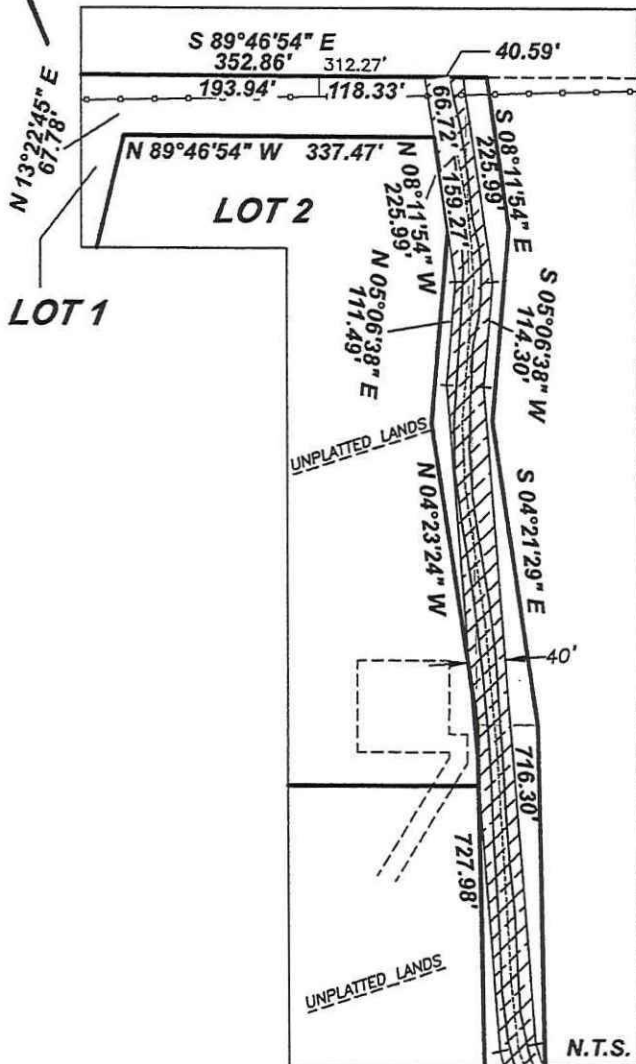 S 89°46'54" E
352.86' 312.27'
40.59'
193.94' 118.33'
N 13°22'45" E
67.78'
66.72'
159.27'
S 08°11'54" E
225.99'
N 89°46'54" W 337.47'
N 08°11'54" W
225.99'
LOT 2
LOT 1
N 05°06'38" E
111.49'
S 05°06'38" W
114.30'
UNPLATTED LANDS
N 04°23'24" W
S 04°21'29" E
40'
716.30'
727.98'
UNPLATTED LANDS
N.T.S.